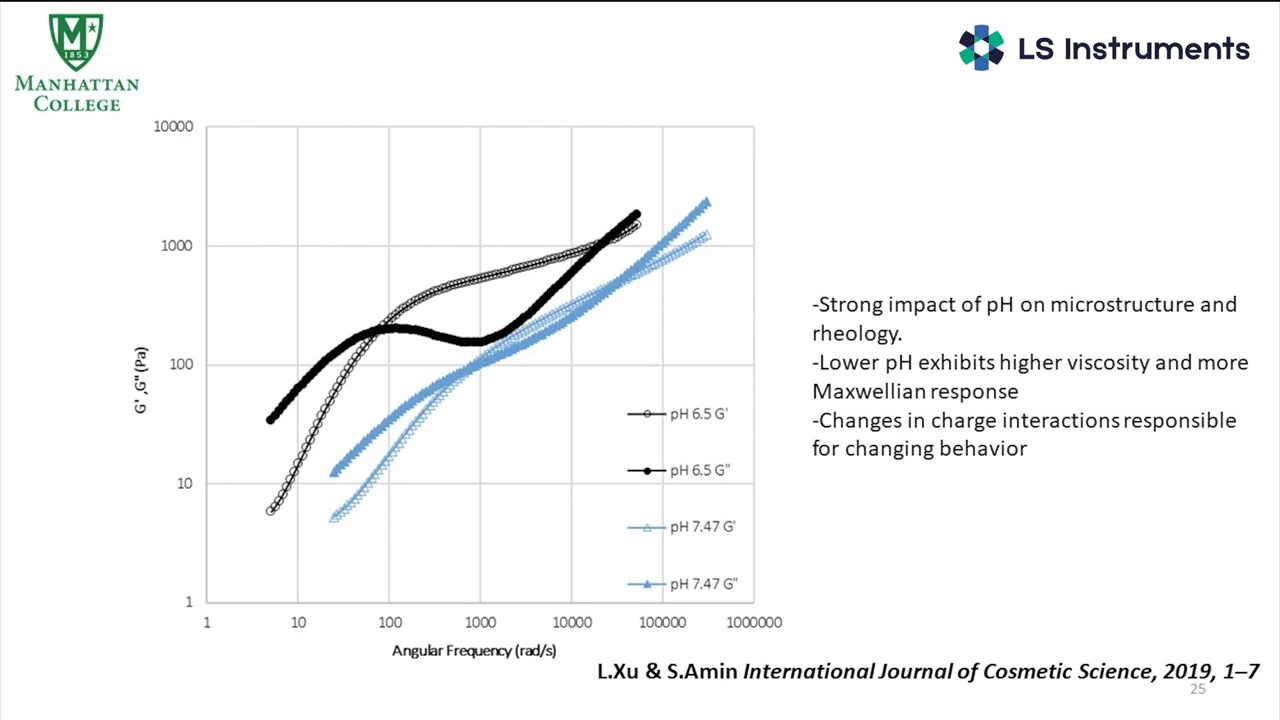 MANHATTAN
COLLEGE
M
1853
LS Instruments
10000
1000
100
10
1
G' ,G" (Pa)
1
10
100
1000
10000
100000
1000000
Angular Frequency (rad/s)
pH 6.5 G'
pH 6.5 G"
pH 7.47 G'
pH 7.47 G"
-Strong impact of pH on microstructure and
rheology.
-Lower pH exhibits higher viscosity and more
Maxwellian response
-Changes in charge interactions responsible
for changing behavior
L.Xu & S.Amin International Journal of Cosmetic Science, 2019, 1–7
25